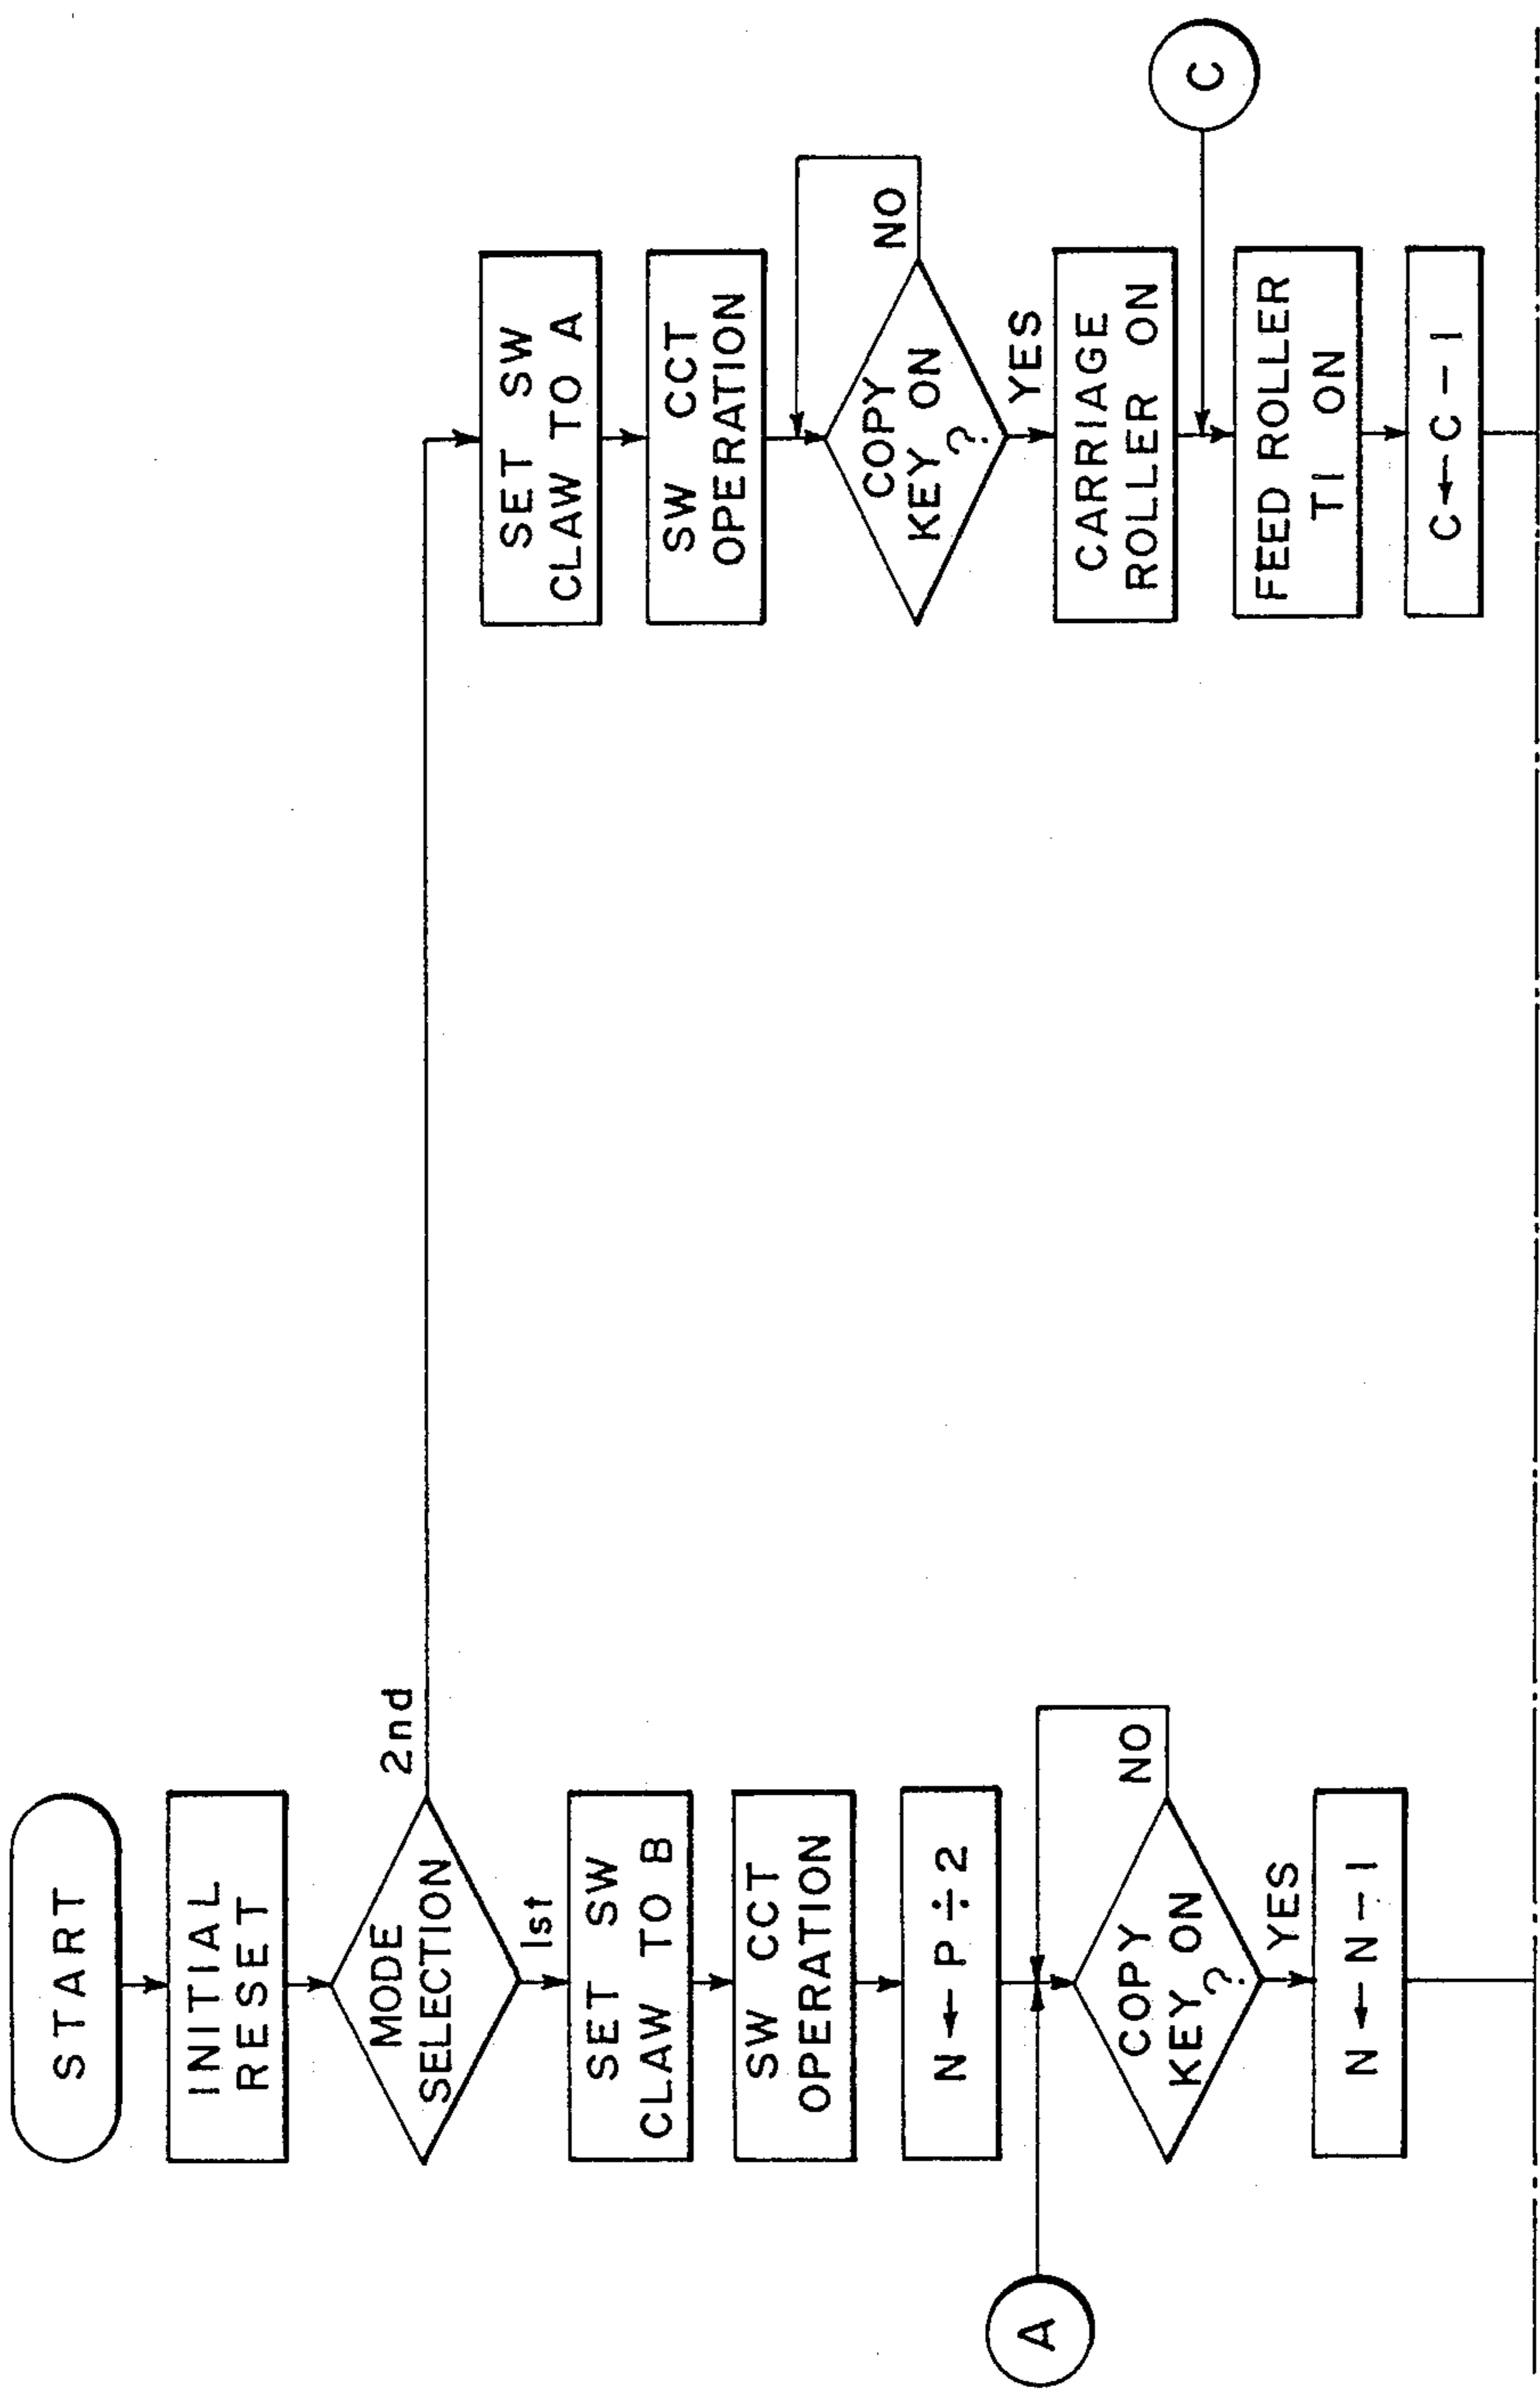 START
INITIAL
RESET
MODE
SELECTION
2nd
1st
SET SW
CLAW TO B
SW CCT
OPERATION
N ← P ÷ 2
A
COPY
KEY ON
?
NO
YES
N ← N - 1
SET SW
CLAW TO A
SW CCT
OPERATION
COPY
KEY ON
?
NO
YES
CARRIAGE
ROLLER ON
C
FEED ROLLER
T1 ON
C ← C - 1